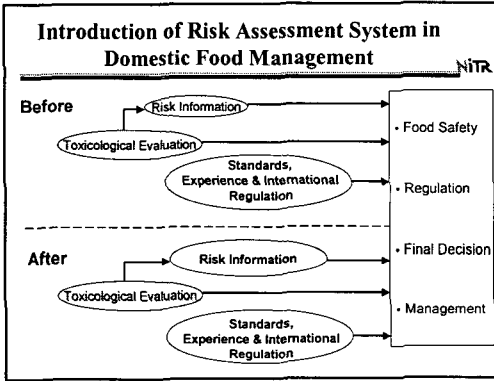 Introduction of Risk Assessment System in
Domestic Food Management
NiTR
Before
Risk Information
Toxicological Evaluation
Standards,
Experience & International
Regulation
After
Risk Information
Toxicological Evaluation
Standards,
Experience & International
Regulation
• Food Safety
• Regulation
• Final Decision
• Management